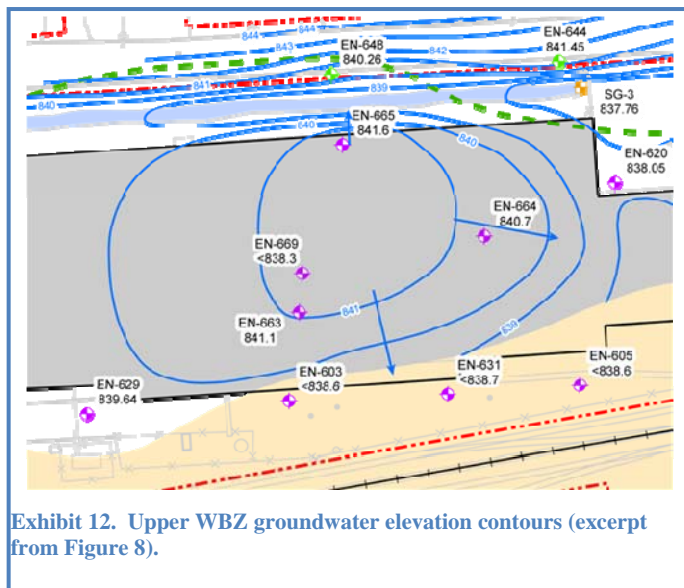 844
844
843
842
EN-648
840.26
EN-644
841.45
841
840
839
SG-3
837.76
EN-665
841.6
840
840
EN-620
838.05
EN-664
840.7
EN-669
<838.3
841
EN-663
841.1
839
EN-603
<838.6
EN-631
<838.7
EN-605
<838.6
EN-629
839.64
Exhibit 12. Upper WBZ groundwater elevation contours (excerpt
from Figure 8).